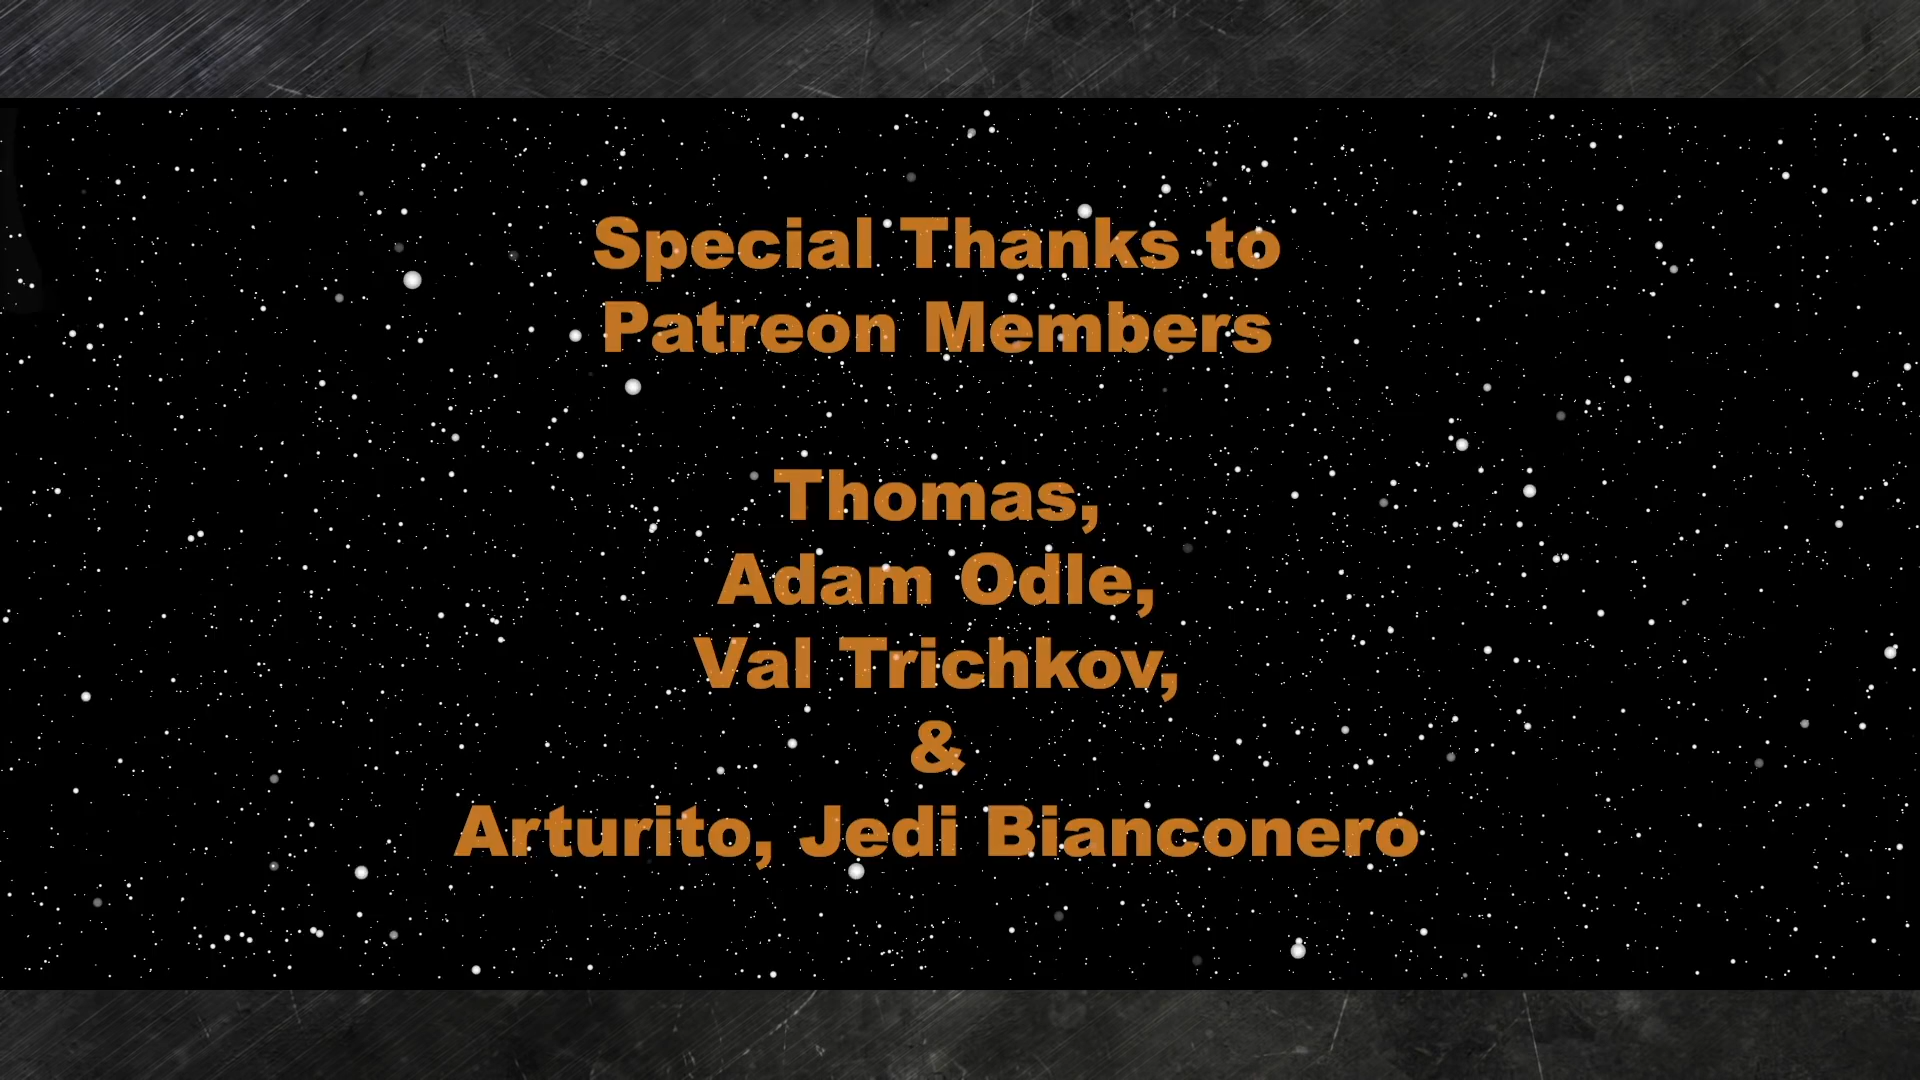 Special Thanks to
Patreon Members
Thomas,
Adam Odle,
Val Trichkov,
&
Arturito, Jedi Bianconero